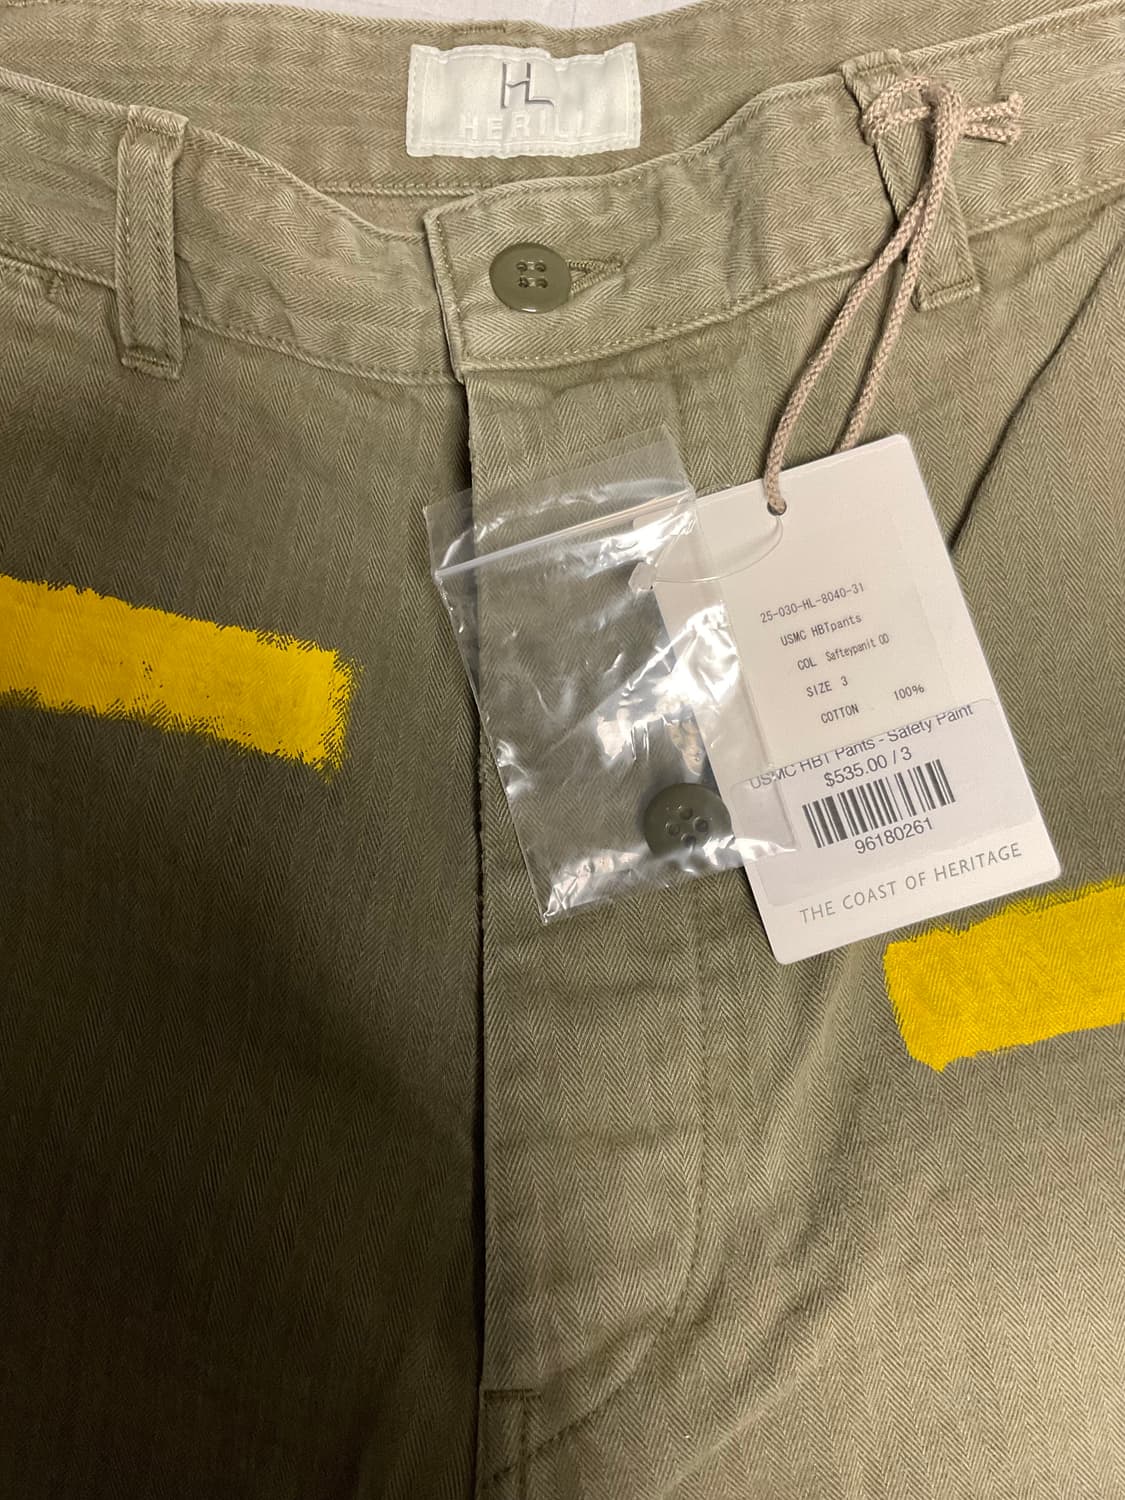 HL
HERILL
25-030-HL-8040-31
USMC HBTpants
COL Safteypanit OD
SIZE 3
COTTON 100%
USMC HBT Pants - Safety Paint
$535.00 / 3
96180261
THE COAST OF HERITAGE